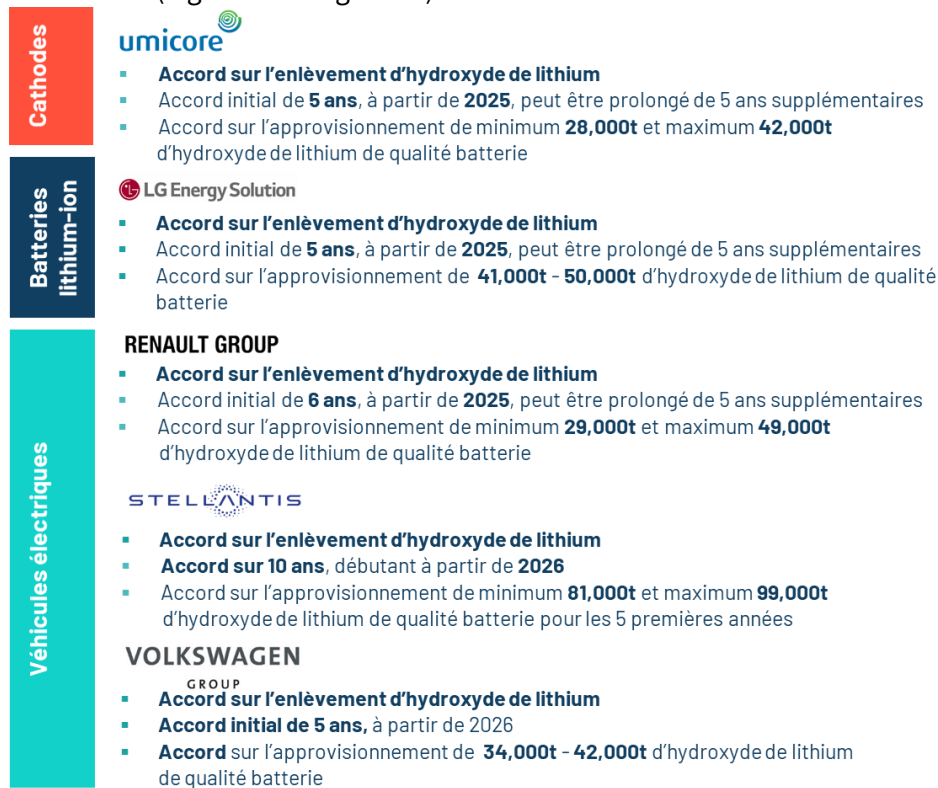 Cathodes
umicore
Accord sur l’enlèvement d’hydroxyde de lithium
Accord initial de 5 ans, à partir de 2025, peut être prolongé de 5 ans supplémentaires
Accord sur l’approvisionnement de minimum 28,000t et maximum 42,000t
d’hydroxyde de lithium de qualité batterie
Batteries
lithium-ion
LG Energy Solution
Accord sur l’enlèvement d’hydroxyde de lithium
Accord initial de 5 ans, à partir de 2025, peut être prolongé de 5 ans supplémentaires
Accord sur l’approvisionnement de 41,000t - 50,000t d’hydroxyde de lithium de qualité
batterie
Véhicules électriques
RENAULT GROUP
Accord sur l’enlèvement d’hydroxyde de lithium
Accord initial de 6 ans, à partir de 2025, peut être prolongé de 5 ans supplémentaires
Accord sur l’approvisionnement de minimum 29,000t et maximum 49,000t
d’hydroxyde de lithium de qualité batterie
STELLANTIS
Accord sur l’enlèvement d’hydroxyde de lithium
Accord sur 10 ans, débutant à partir de 2026
Accord sur l’approvisionnement de minimum 81,000t et maximum 99,000t
d’hydroxyde de lithium de qualité batterie pour les 5 premières années
VOLKSWAGEN
GROUP
Accord sur l’enlèvement d’hydroxyde de lithium
Accord initial de 5 ans, à partir de 2026
Accord sur l’approvisionnement de 34,000t - 42,000t d’hydroxyde de lithium
de qualité batterie